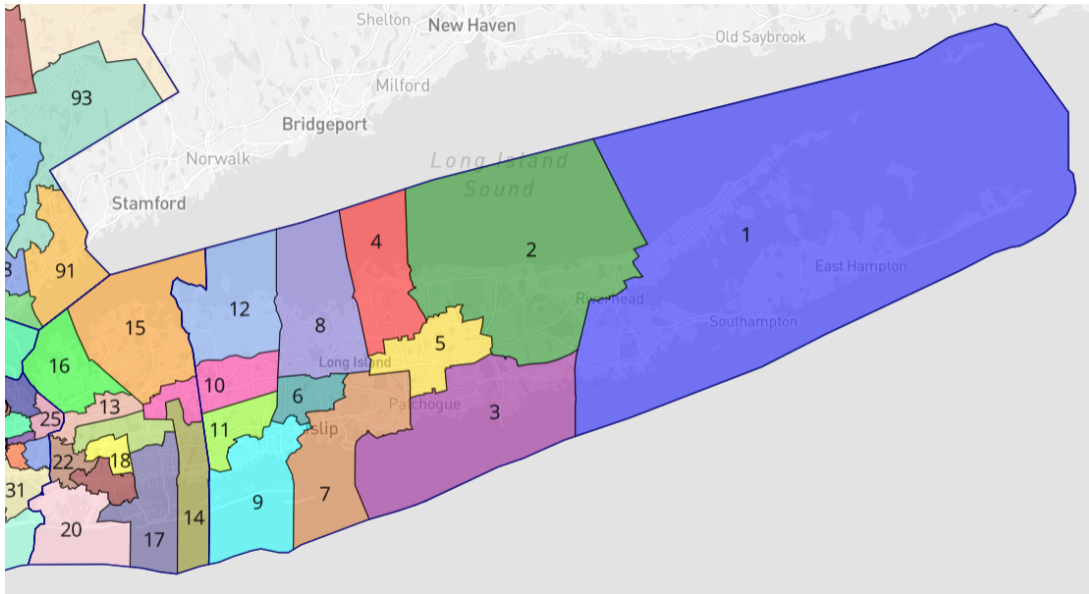 Shelton
New Haven
Old Saybrook
93
Milford
Bridgeport
Norwalk
Long Island
Sound
Stamford
4
2
1
91
East Hampton
Riverhead
12
15
8
Southampton
5
16
Long Island
10
6
13
Patchogue
3
25
11
Islip
22
18
31
7
9
14
20
17